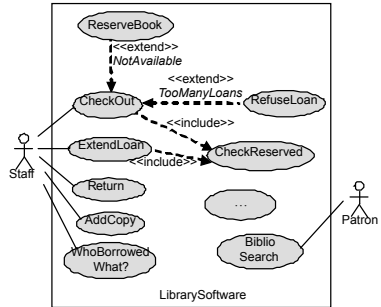 ReserveBook
<<extend>>
NotAvailable
<<extend>>
TooManyLoans
CheckOut
RefuseLoan
<<include>>
ExtendLoan
<<include>>
CheckReserved
Staff
Return
...
Patron
AddCopy
WhoBorrowed
What?
Biblio
Search
LibrarySoftware